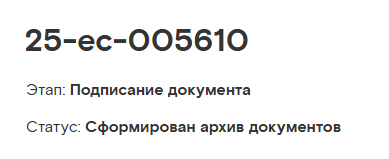 25-ec-005610
Этап: Подписание документа
Статус: Сформирован архив документов